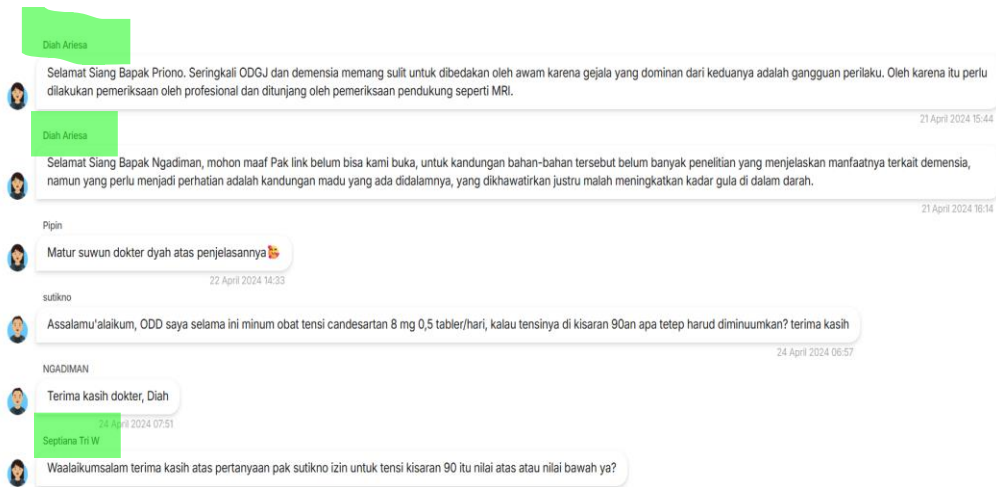 Diah Ariesa
Selamat Siang Bapak Priono. Seringkali ODGJ dan demensia memang sulit untuk dibedakan oleh awam karena gejala yang dominan dari keduanya adalah gangguan perilaku. Oleh karena itu perlu
dilakukan pemeriksaan oleh profesional dan ditunjang oleh pemeriksaan pendukung seperti MRI.
21 April 2024 15:44
Diah Ariesa
Selamat Siang Bapak Ngadiman, mohon maaf Pak link belum bisa kami buka, untuk kandungan bahan-bahan tersebut belum banyak penelitian yang menjelaskan manfaatnya terkait demensia,
namun yang perlu menjadi perhatian adalah kandungan madu yang ada didalamnya, yang dikhawatirkan justru malah meningkatkan kadar gula di dalam darah.
21 April 2024 16:14
Pipin
Matur suwun dokter dyah atas penjelasannya🥰
22 April 2024 14:33
sutikno
Assalamu'alaikum, ODD saya selama ini minum obat tensi candesartan 8 mg 0,5 tabler/hari, kalau tensinya di kisaran 90an apa tetep harud diminuumkan? terima kasih
24 April 2024 06:57
NGADIMAN
Terima kasih dokter, Diah
24 April 2024 07:51
Septiana Tri W
Waalaikumsalam terima kasih atas pertanyaan pak sutikno izin untuk tensi kisaran 90 itu nilai atas atau nilai bawah ya?